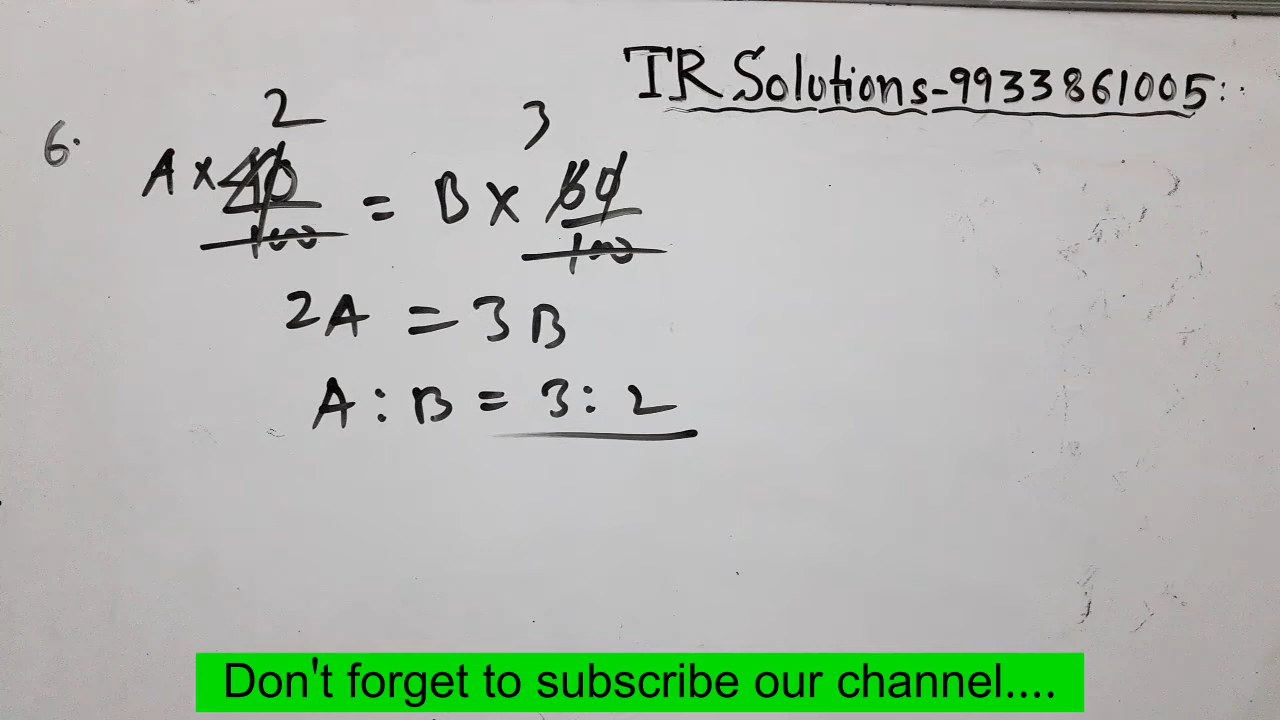 TR Solutions-9933861005:
6.
2 3
A × 40/100 = B × 60/100
2A = 3B
A : B = 3 : 2
Don't forget to subscribe our channel....